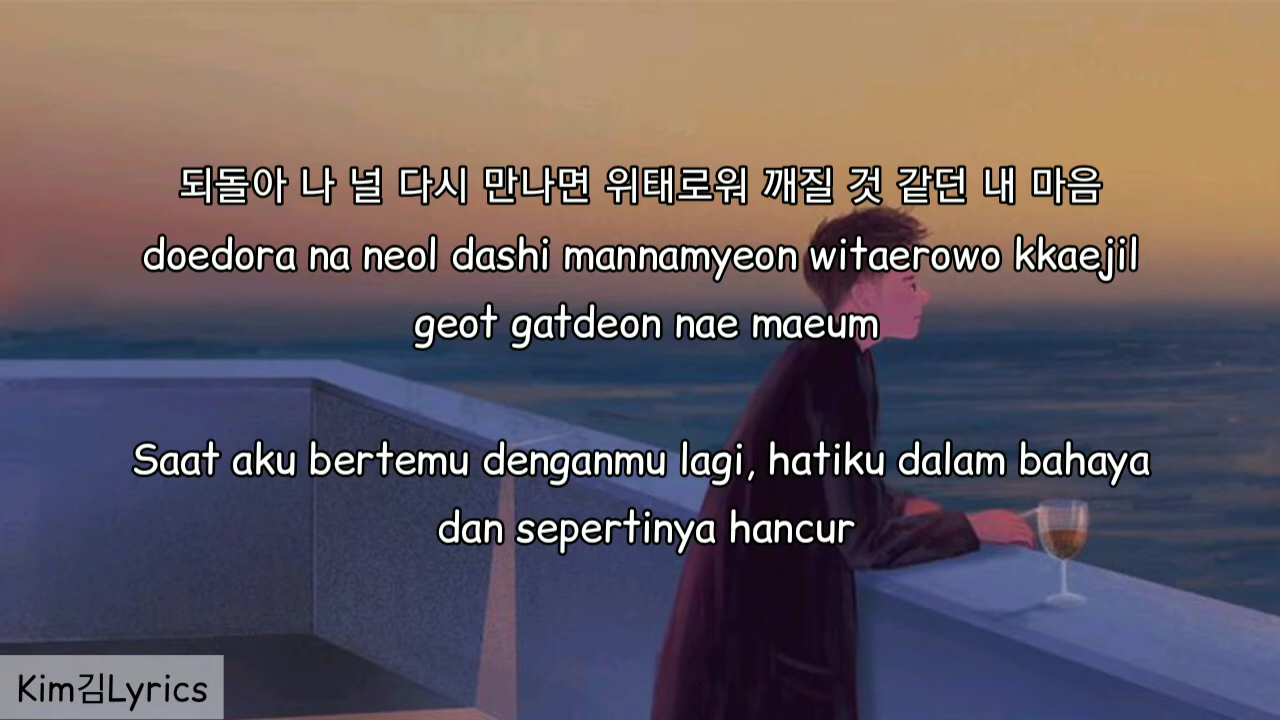 되돌아 나 널 다시 만나면 위태로워 깨질 것 같던 내 마음
doedora na neol dashi mannamyeon witaerowo kkaejil
geot gatdeon nae maeum
Saat aku bertemu denganmu lagi, hatiku dalam bahaya
dan sepertinya hancur
Kim김Lyrics